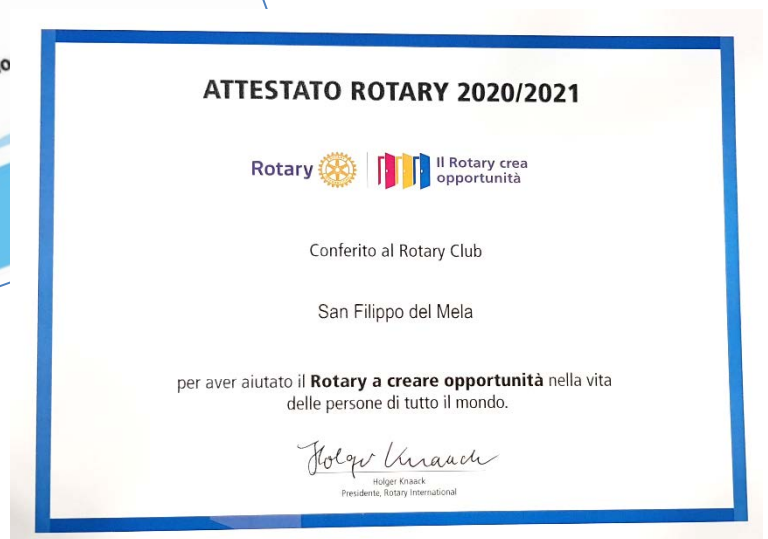 ATTESTATO ROTARY 2020/2021
Rotary
Il Rotary crea
opportunità
Conferito al Rotary Club
San Filippo del Mela
per aver aiutato il Rotary a creare opportunità nella vita
delle persone di tutto il mondo.
Holger Knaack
Holger Knaack
Presidente, Rotary International